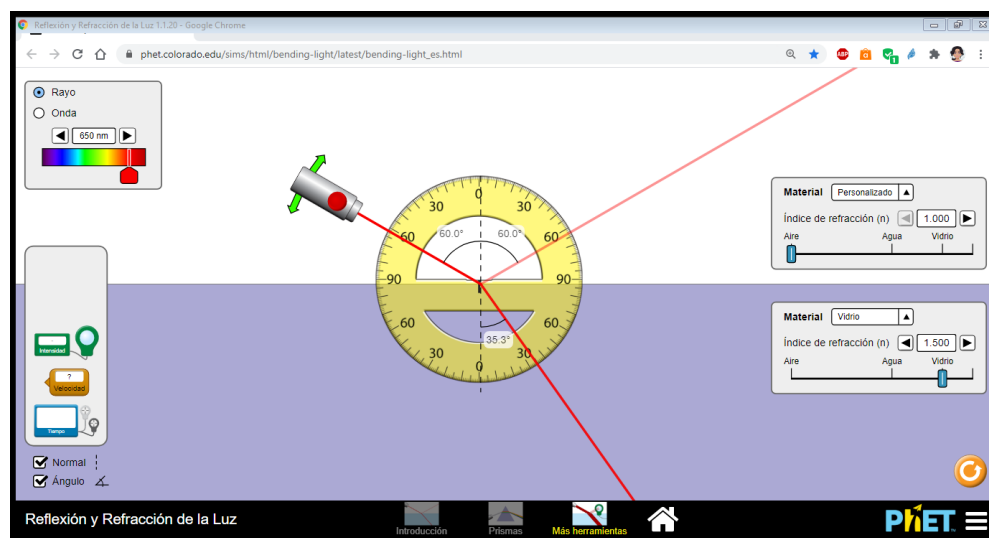 Reflexión y Refracción de la Luz 1.1.20 - Google Chrome
phet.colorado.edu/sims/html/bending-light/latest/bending-light_es.html
ABP
a
1
Rayo
Onda
650 nm
Material Personalizado
Índice de refracción (n) 1.000
Aire Agua Vidrio
Material Vidrio
Índice de refracción (n) 1.500
Aire Agua Vidrio
0
30 30
60 60.0° 60.0° 60
90 90
60 60
35.3°
30 0 30
Intensidad
?
Velocidad
Tiempo
Normal
Ángulo
Reflexión y Refracción de la Luz
Introducción
Prismas
Más herramientas
PhET